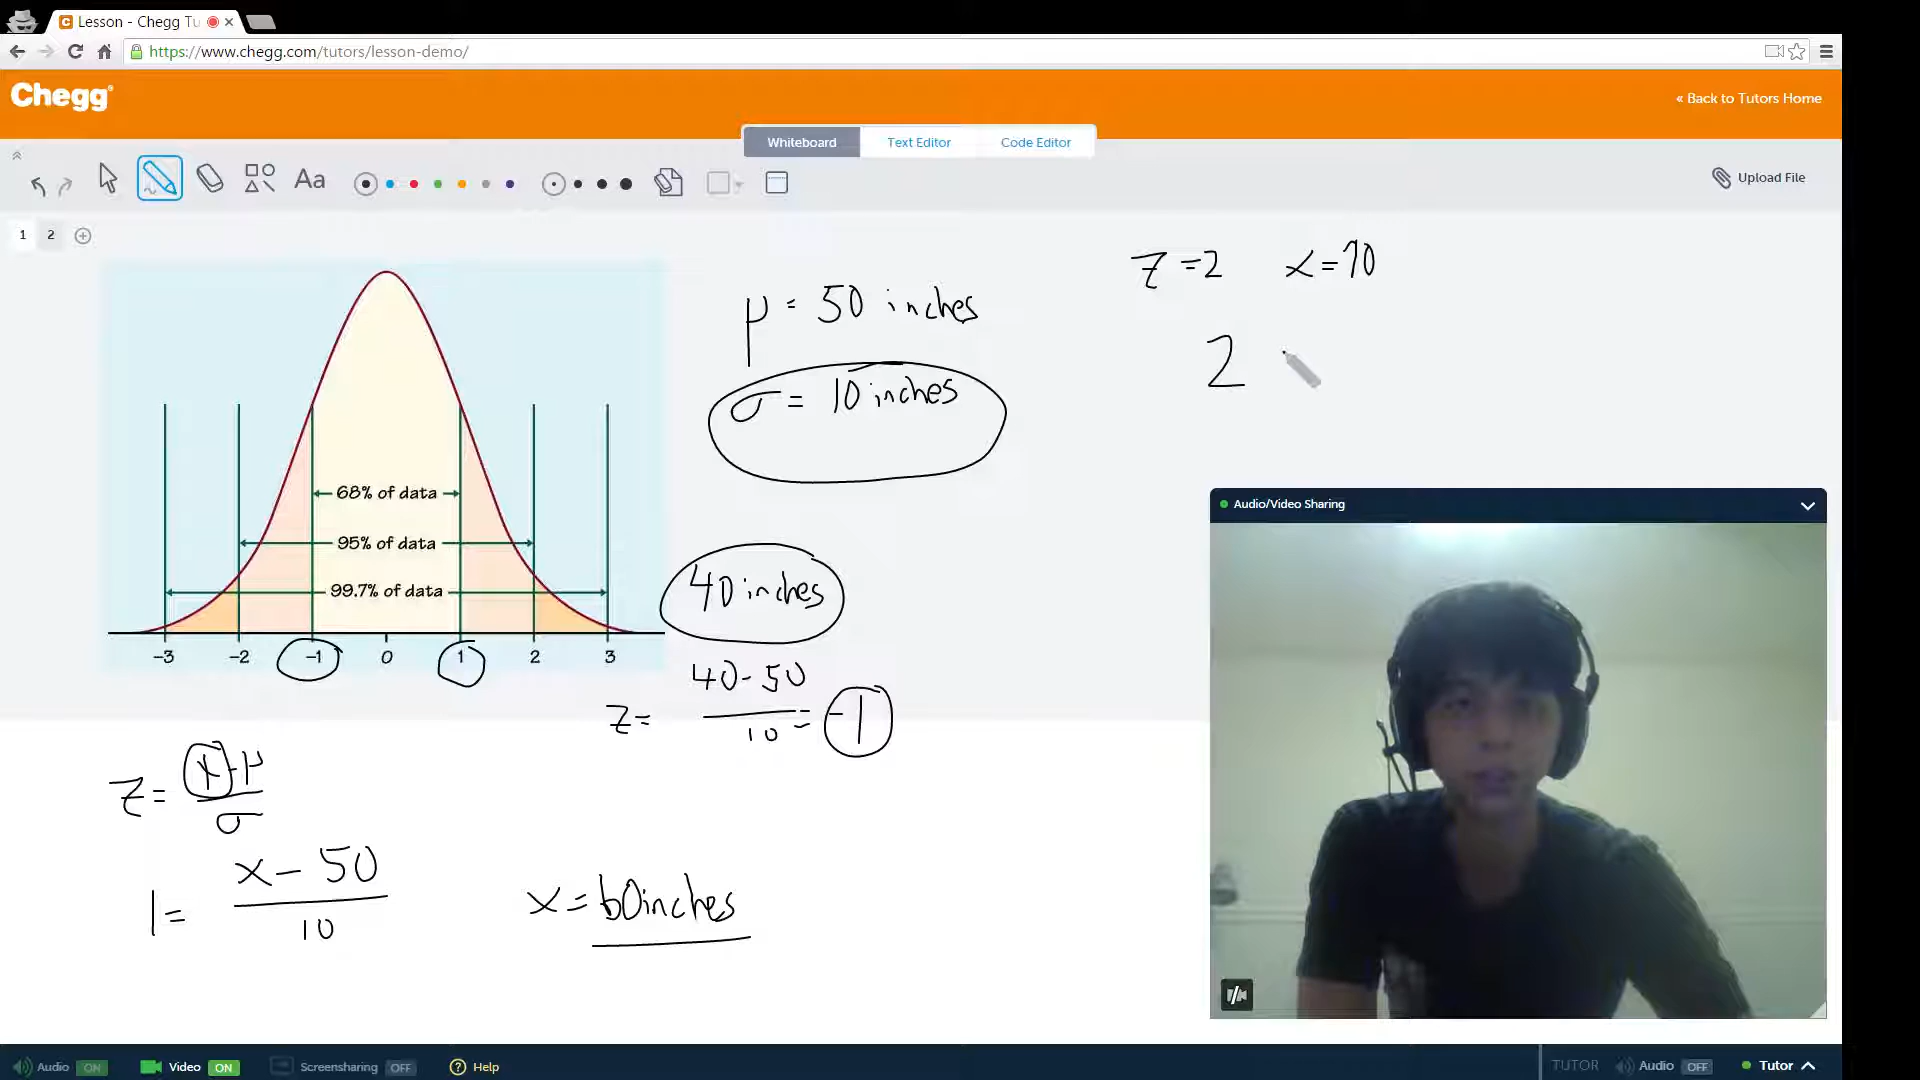 Lesson - Chegg Tu
https://www.chegg.com/tutors/lesson-demo/
Chegg
« Back to Tutors Home
Whiteboard Text Editor Code Editor
Aa
Upload File
1 2
z = 2 x = 70
μ = 50 inches
2
σ = 10 inches
68% of data
95% of data
99.7% of data
-3 -2 -1 0 1 2 3
40 inches
40 - 50
z = 10 = -1
x - μ
z = σ
x - 50
1 = 10
x = 60 inches
Audio/Video Sharing
Audio ON Video ON Screensharing OFF ? Help TUTOR Audio OFF Tutor